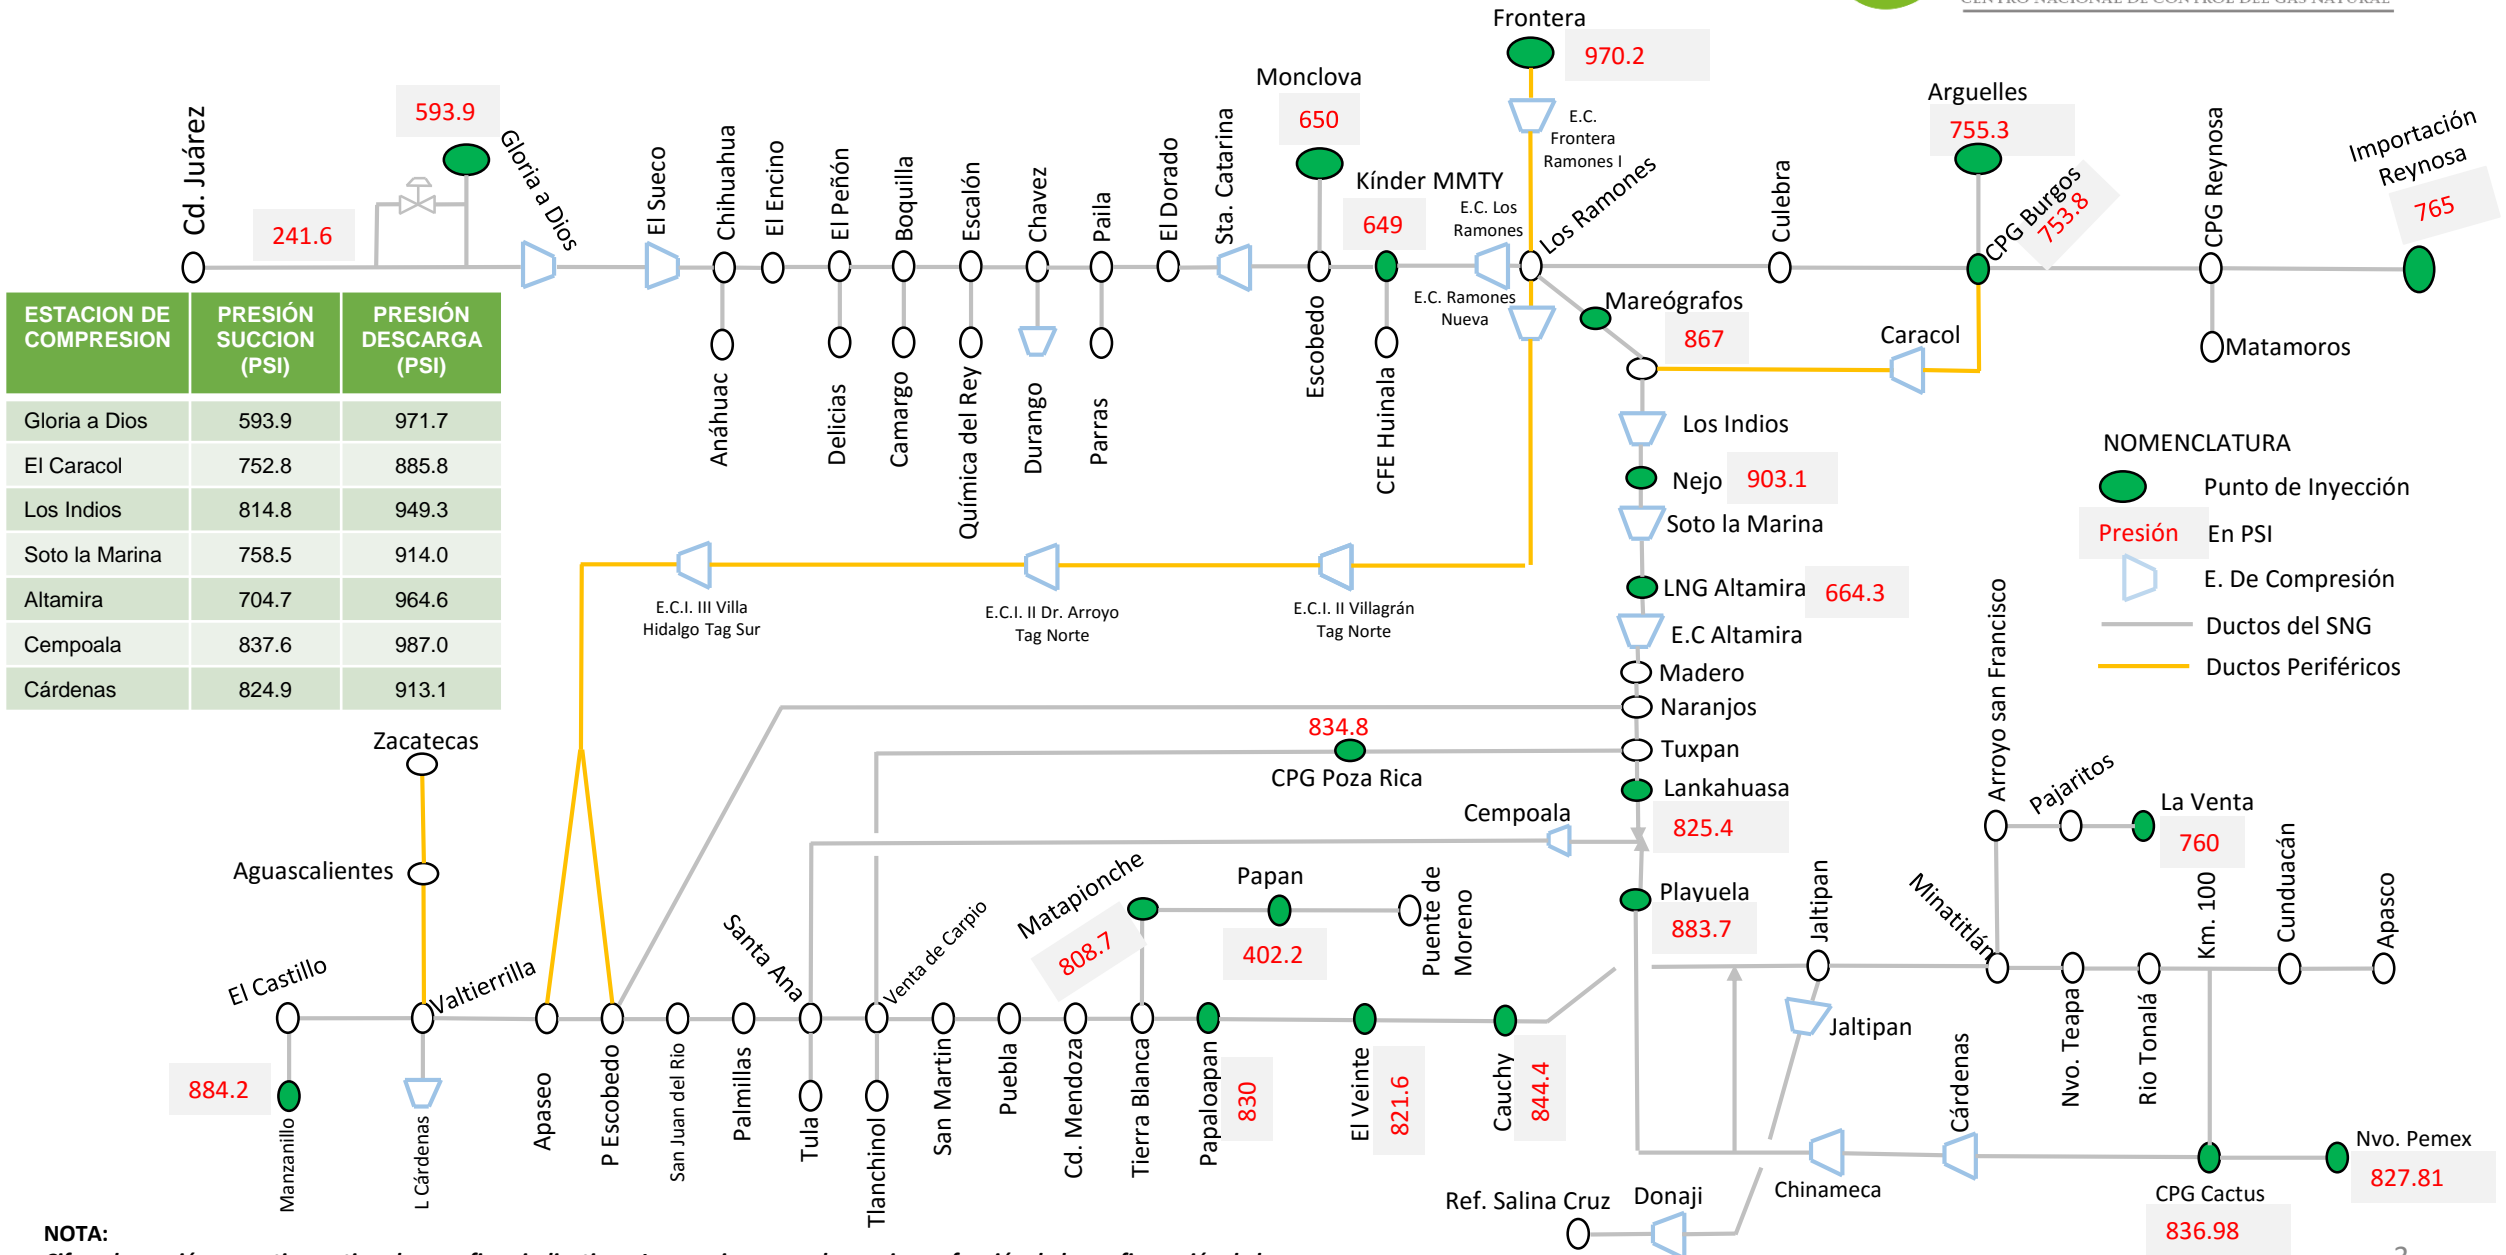 CENTRO NACIONAL DE CONTROL DEL GAS NATURAL
Frontera
970.2
Monclova
650
Arguelles
755.3
593.9
Cd. Juárez
241.6
Gloria a Dios
El Sueco
Chihuahua
El Encino
El Peñón
Boquilla
Escalón
Chavez
Paila
El Dorado
Sta. Catarina
Kínder MMTY
649
E.C.
Frontera
Ramones I
E.C. Los
Ramones
Los Ramones
Culebra
CPG Burgos
753.8
CPG Reynosa
Importación
Reynosa
765
E.C. Ramones
Nueva
Mareógrafos
867
Caracol
Matamoros
Anáhuac
Delicias
Camargo
Química del Rey
Durango
Parras
Escobedo
CFE Huinala
ESTACION DE COMPRESION
PRESIÓN SUCCION (PSI)
PRESIÓN DESCARGA (PSI)
Gloria a Dios 593.9 971.7
El Caracol 752.8 885.8
Los Indios 814.8 949.3
Soto la Marina 758.5 914.0
Altamira 704.7 964.6
Cempoala 837.6 987.0
Cárdenas 824.9 913.1
Los Indios
Nejo 903.1
Soto la Marina
LNG Altamira 664.3
E.C Altamira
Madero
Naranjos
Tuxpan
Lankahuasa
825.4
NOMENCLATURA
Punto de Inyección
Presión En PSI
E. De Compresión
Ductos del SNG
Ductos Periféricos
E.C.I. III Villa
Hidalgo Tag Sur
E.C.I. II Dr. Arroyo
Tag Norte
E.C.I. II Villagrán
Tag Norte
834.8
CPG Poza Rica
Cempoala
Zacatecas
Aguascalientes
El Castillo
Valtierrilla
884.2
Manzanillo
L Cárdenas
Apaseo
P Escobedo
San Juan del Rio
Palmillas
Santa Ana
Tula
Venta de Carpio
Tlanchinol
San Martin
Puebla
Cd. Mendoza
Tierra Blanca
Matapionche
808.7
Papan
402.2
Puente de
Moreno
Papaloapan
830
El Veinte
821.6
Cauchy
844.4
Playuela
883.7
Jaltipan
Jaltipan
Arroyo san Francisco
Pajaritos
La Venta
760
Minatitlán
Nvo. Teapa
Rio Tonalá
Km. 100
Cunduacán
Apasco
Cárdenas
Chinameca
Donaji
Ref. Salina Cruz
CPG Cactus
836.98
Nvo. Pemex
827.81
NOTA: